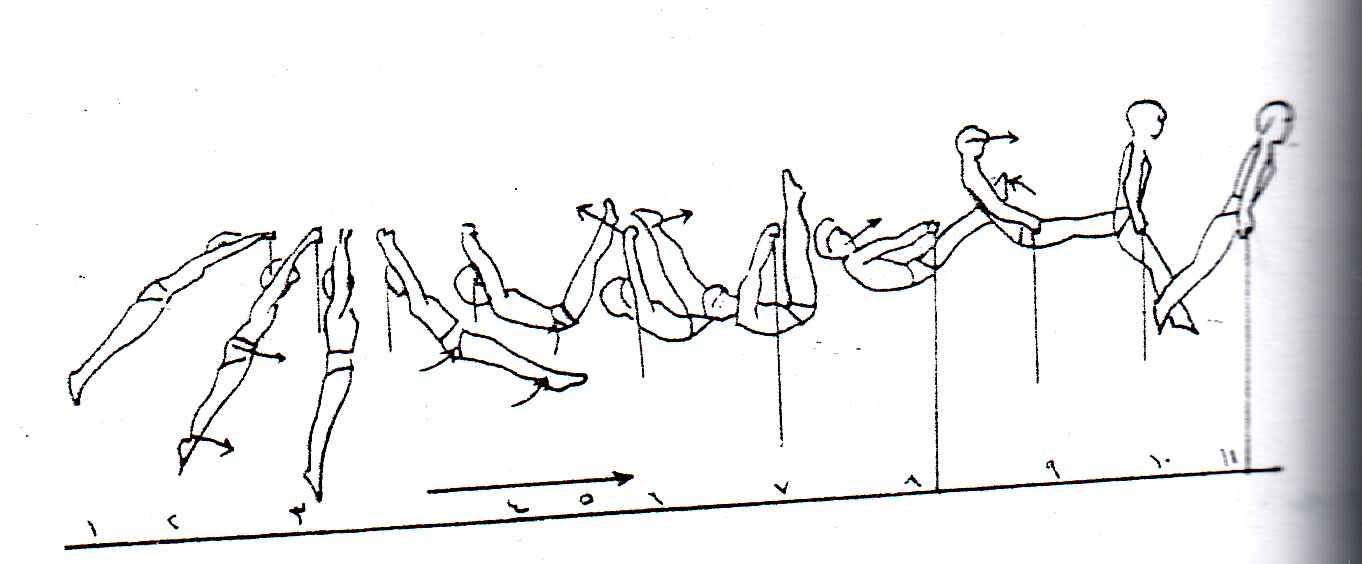 ١ ٢ ٣ ٤ ٥ ٦ ٧ ٨ ٩ ١٠ ١١